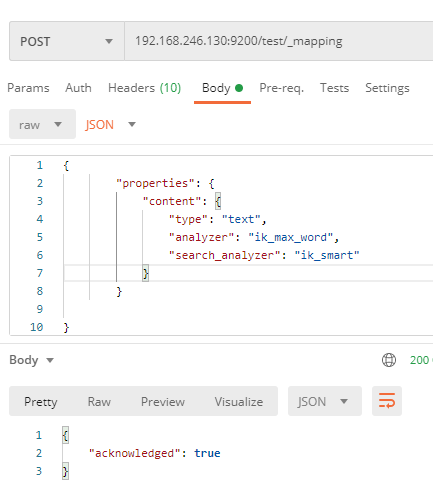 POST 192.168.246.130:9200/test/_mapping
Params Auth Headers (10) Body Pre-req. Tests Settings
raw JSON
1 {
2 "properties": {
3 "content": {
4 "type": "text",
5 "analyzer": "ik_max_word",
6 "search_analyzer": "ik_smart"
7 }
8 }
9
10 }
Body 200
Pretty Raw Preview Visualize JSON
1 {
2 "acknowledged": true
3 }